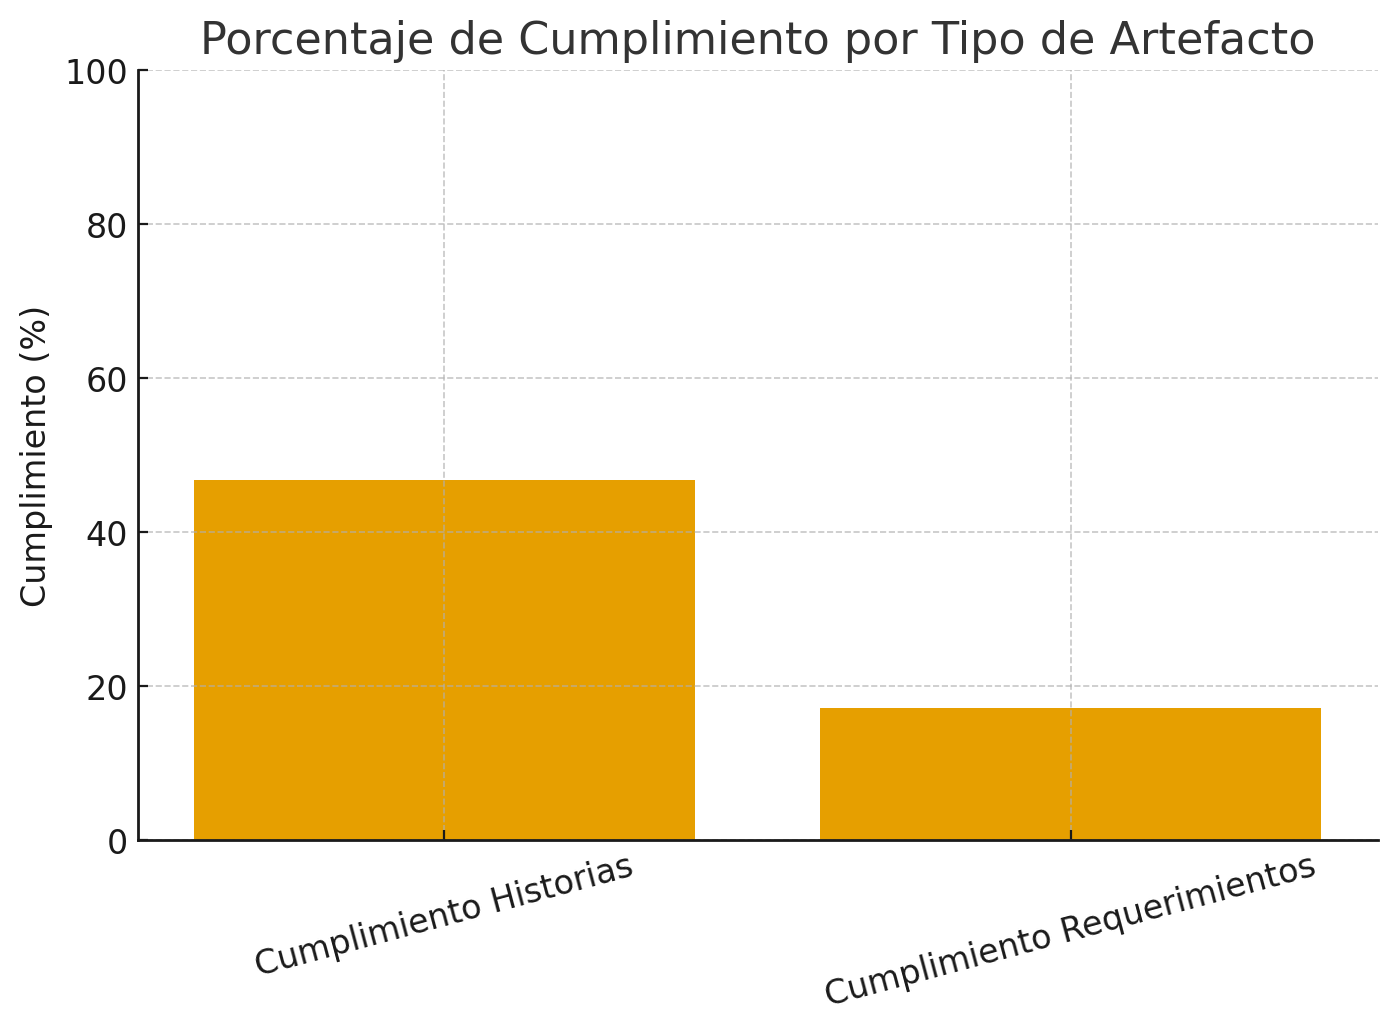 Porcentaje de Cumplimiento por Tipo de Artefacto
100
80
60
40
20
0
Cumplimiento (%)
Cumplimiento Historias
Cumplimiento Requerimientos